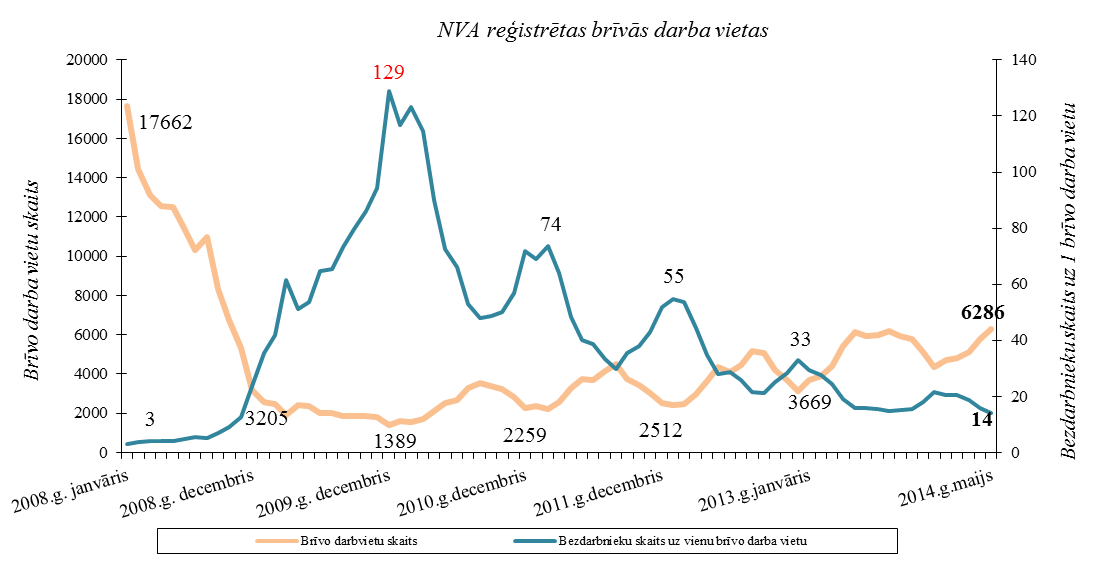 NVA reģistrētas brīvās darba vietas
Brīvo darba vietu skaits
20000
18000
16000
14000
12000
10000
8000
6000
4000
2000
0
140
120
100
80
60
40
20
0
Bezdarbnieku skaits uz 1 brīvo darba vietu
17662
3
3205
129
1389
74
2259
55
2512
33
3669
6286
14
2008.g. janvāris
2008.g. decembris
2009.g. decembris
2010.g.decembris
2011.g.decembris
2013.g.janvāris
2014.g.maijs
Brīvo darbvietu skaits
Bezdarbnieku skaits uz vienu brīvo darba vietu